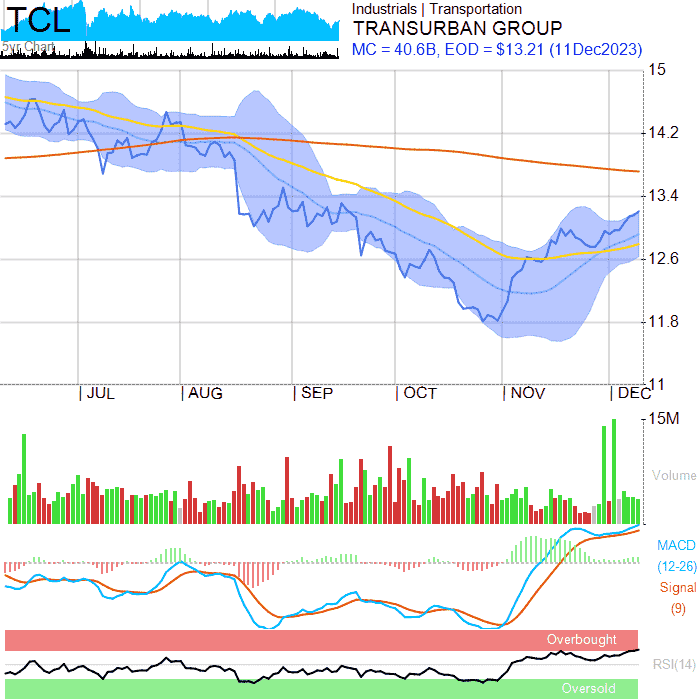 TCL
5yr Chart
Industrials | Transportation
TRANSURBAN GROUP
MC = 40.6B, EOD = $13.21 (11Dec2023)
15
14.2
13.4
12.6
11.8
11
| JUL | AUG | SEP | OCT | NOV | DEC
15M
Volume
MACD
(12-26)
Signal
(9)
Overbought
RSI(14)
Oversold